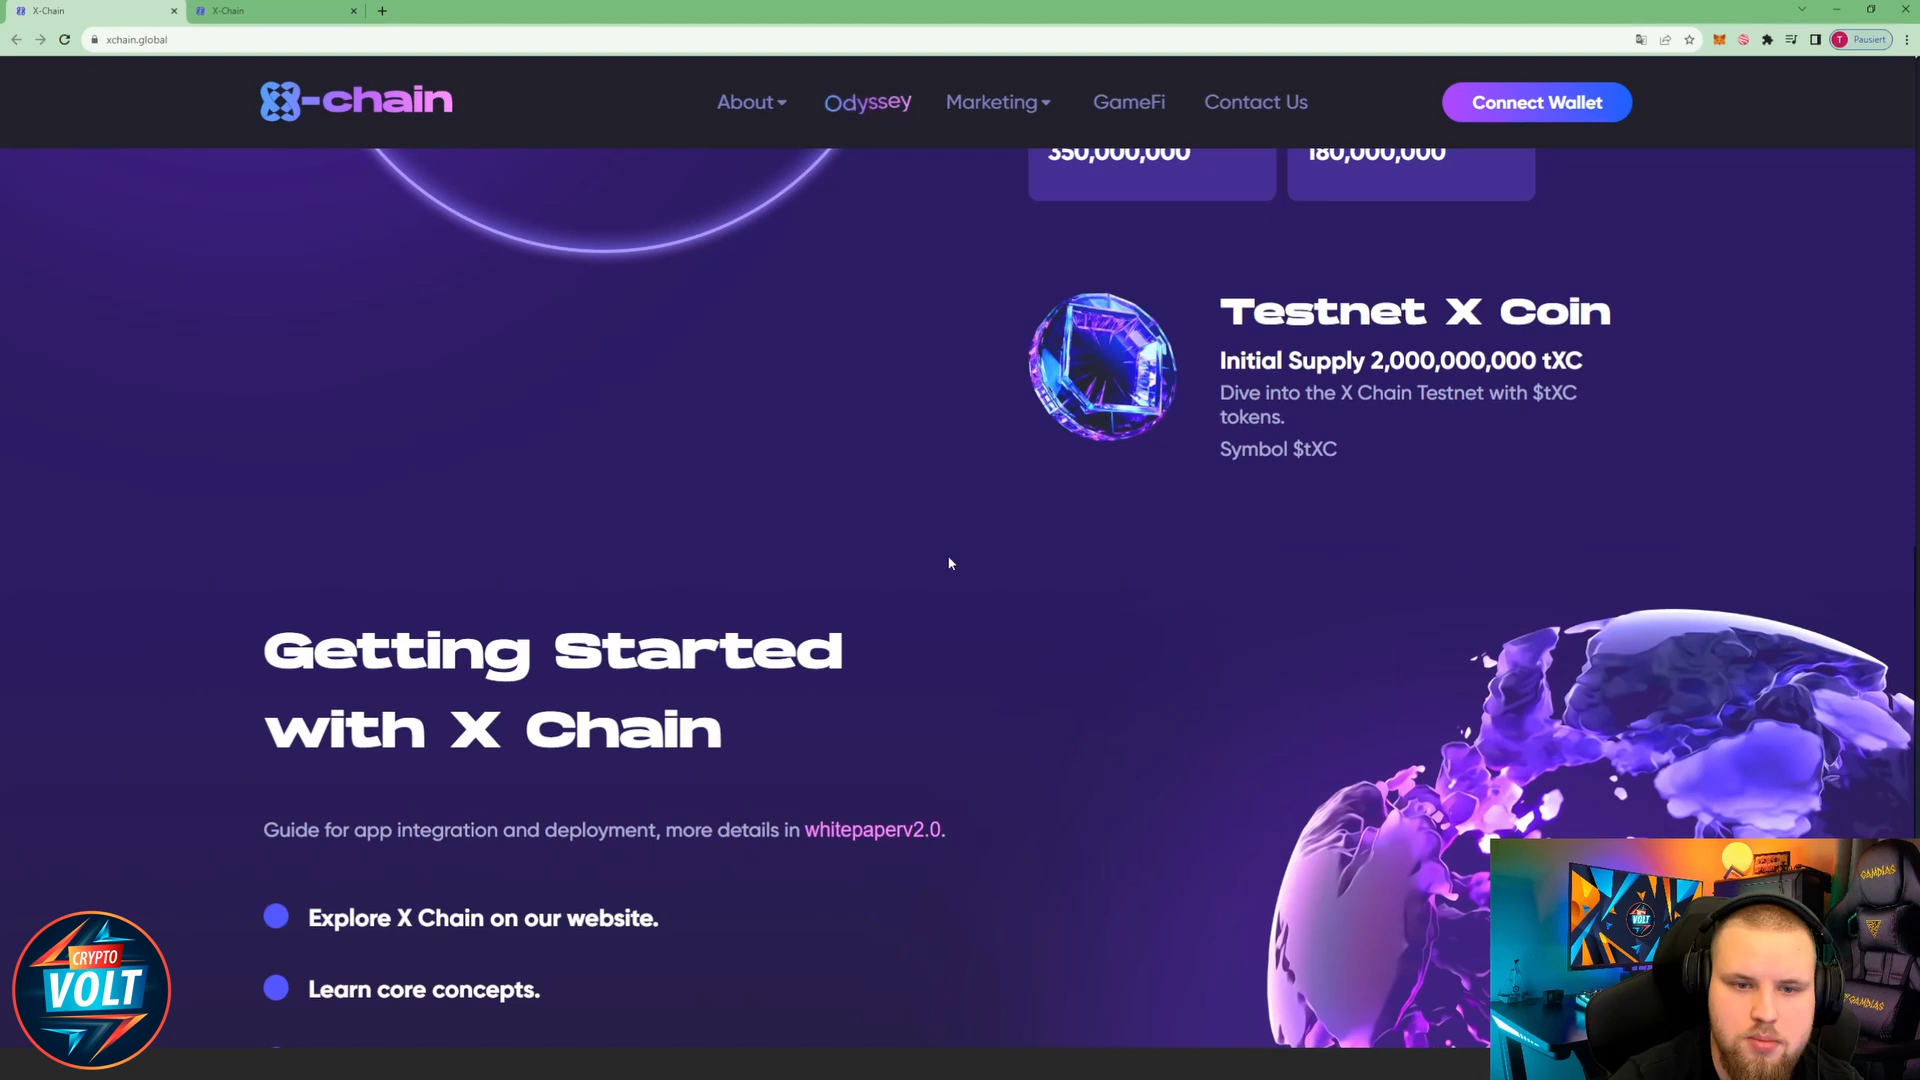 X-Chain
X-Chain
xchain.global
T Pausiert
X-chain
About
Odyssey
Marketing
GameFi
Contact Us
Connect Wallet
350,000,000
180,000,000
Testnet X Coin
Initial Supply 2,000,000,000 tXC
Dive into the X Chain Testnet with $tXC
tokens.
Symbol $tXC
Getting Started
with X Chain
Guide for app integration and deployment, more details in whitepaperv2.0.
Explore X Chain on our website.
Learn core concepts.
CRYPTO
VOLT
VOLT
GAMDIAS
GAMDIAS